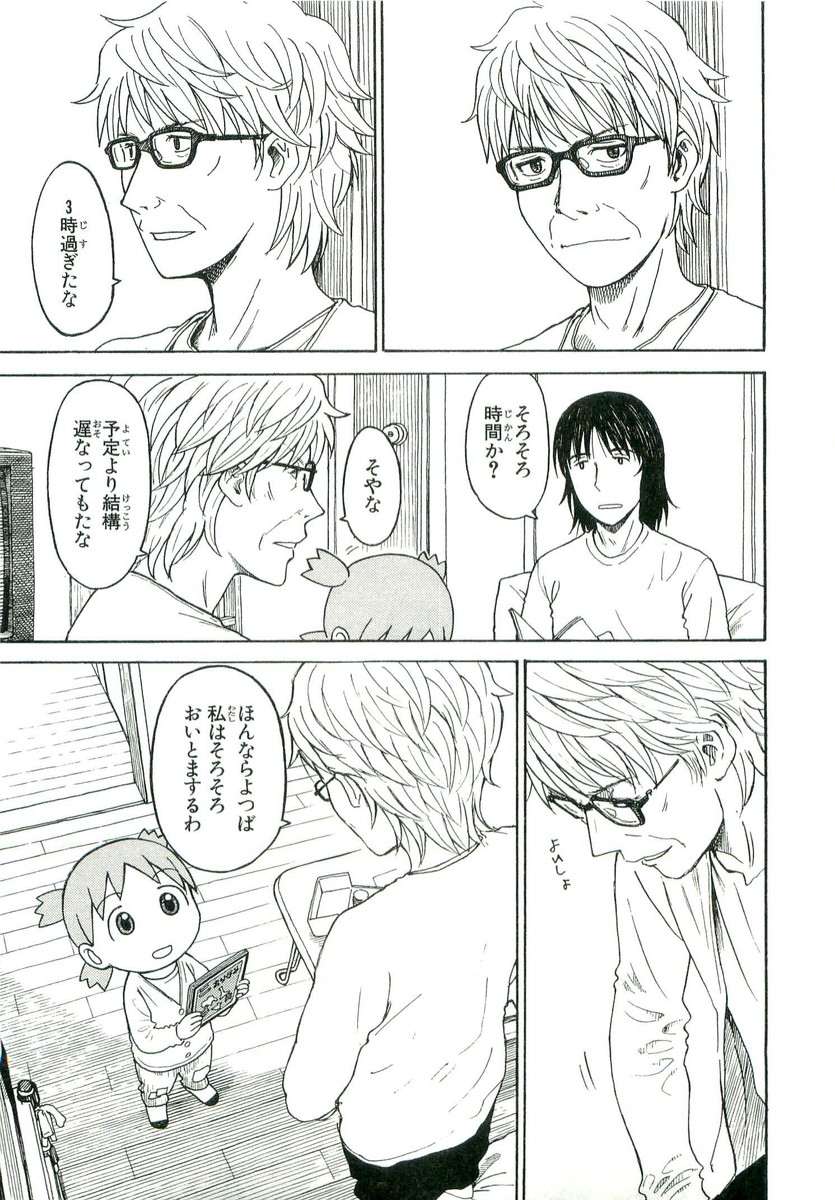 3
時過ぎたな
そろそろ
時間か?
そやな
予定より結構
遅なってもたな
よいしょ
ほんならよつば
私はそろそろ
おいとまするわ